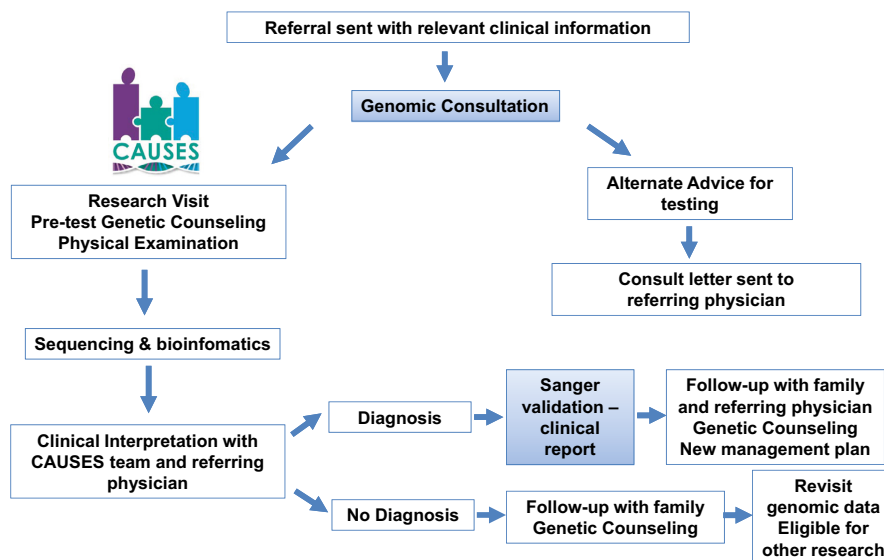 Referral sent with relevant clinical information
Genomic Consultation
CAUSES
Research Visit
Pre-test Genetic Counseling
Physical Examination
Alternate Advice for
testing
Consult letter sent to
referring physician
Sequencing & bioinfomatics
Clinical Interpretation with
CAUSES team and referring
physician
Diagnosis
Sanger
validation –
clinical
report
Follow-up with family
and referring physician
Genetic Counseling
New management plan
No Diagnosis
Follow-up with family
Genetic Counseling
Revisit
genomic data
Eligible for
other research